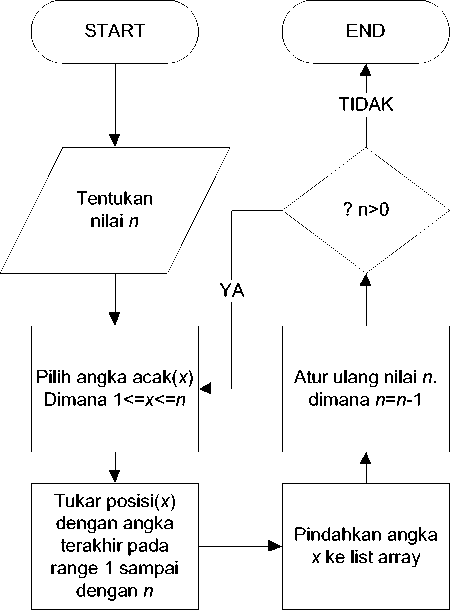 START
Tentukan
nilai n
Pilih angka acak(x)
Dimana 1<=x<=n
Tukar posisi(x)
dengan angka
terakhir pada
range 1 sampai
dengan n
Pindahkan angka
x ke list array
Atur ulang nilai n.
dimana n=n-1
? n>0
YA
TIDAK
END